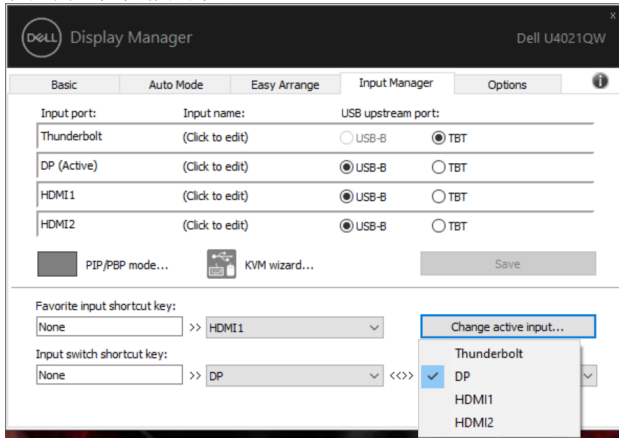 DELL Display Manager
x
Dell U4021QW
Basic Auto Mode Easy Arrange Input Manager Options
Input port: Input name: USB upstream port:
Thunderbolt (Click to edit) USB-B TBT
DP (Active) (Click to edit) USB-B TBT
HDMI1 (Click to edit) USB-B TBT
HDMI2 (Click to edit) USB-B TBT
PIP/PBP mode... KVM wizard... Save
Favorite input shortcut key:
None >> HDMI1 Change active input...
Input switch shortcut key:
None >> DP <<>>
Thunderbolt
DP
HDMI1
HDMI2